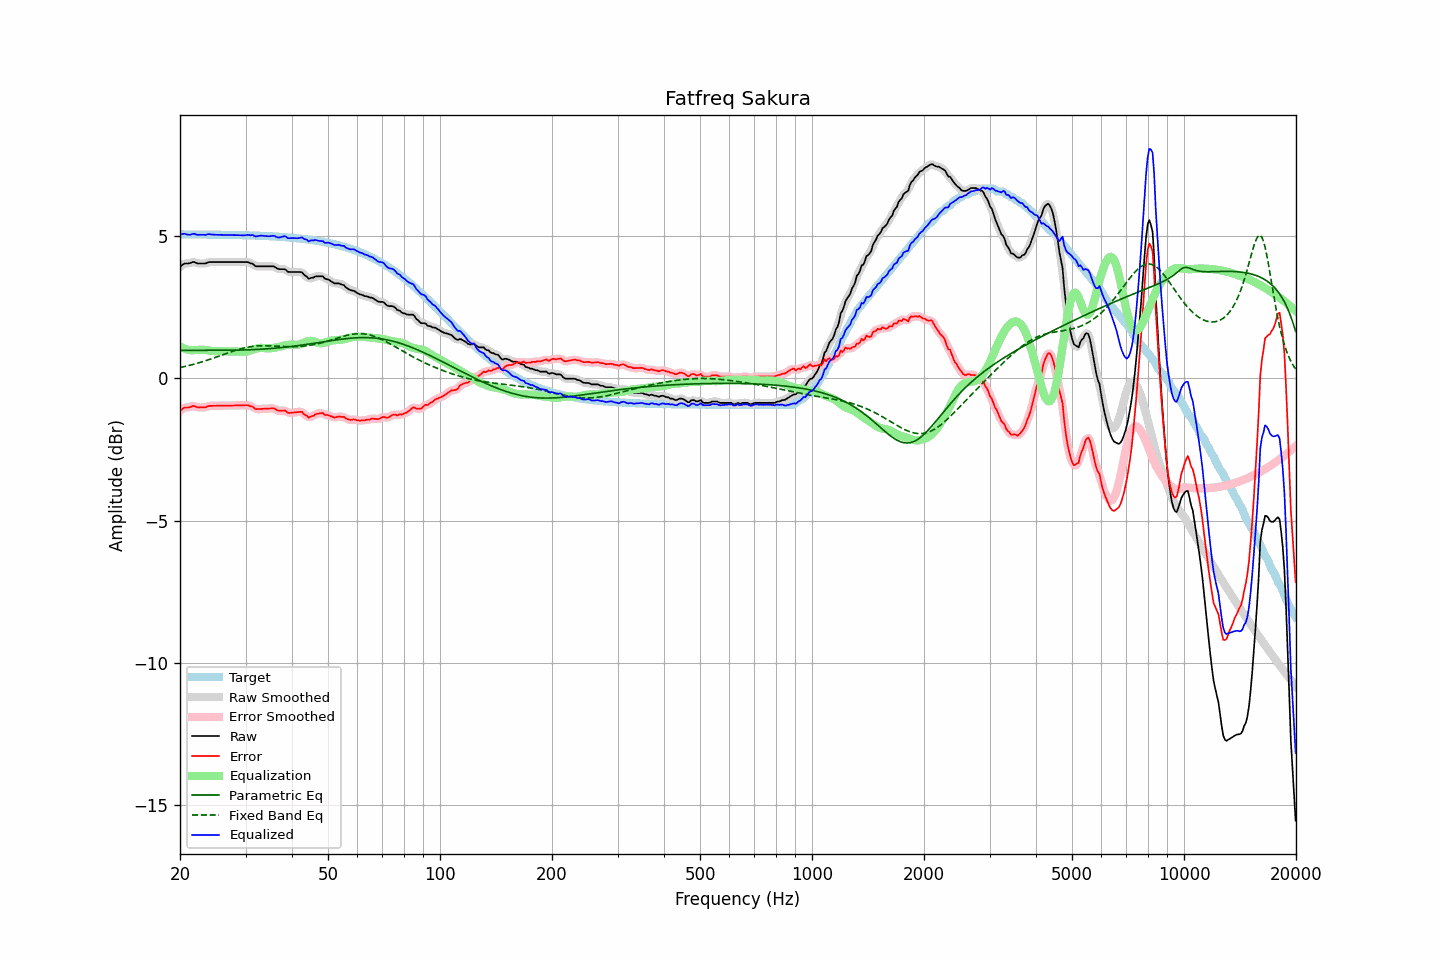 Fatfreq Sakura
Amplitude (dBr)
5
0
−5
−10
−15
Target
Raw Smoothed
Error Smoothed
Raw
Error
Equalization
Parametric Eq
Fixed Band Eq
Equalized
20 50 100 200 500 1000 2000 5000 10000 20000
Frequency (Hz)